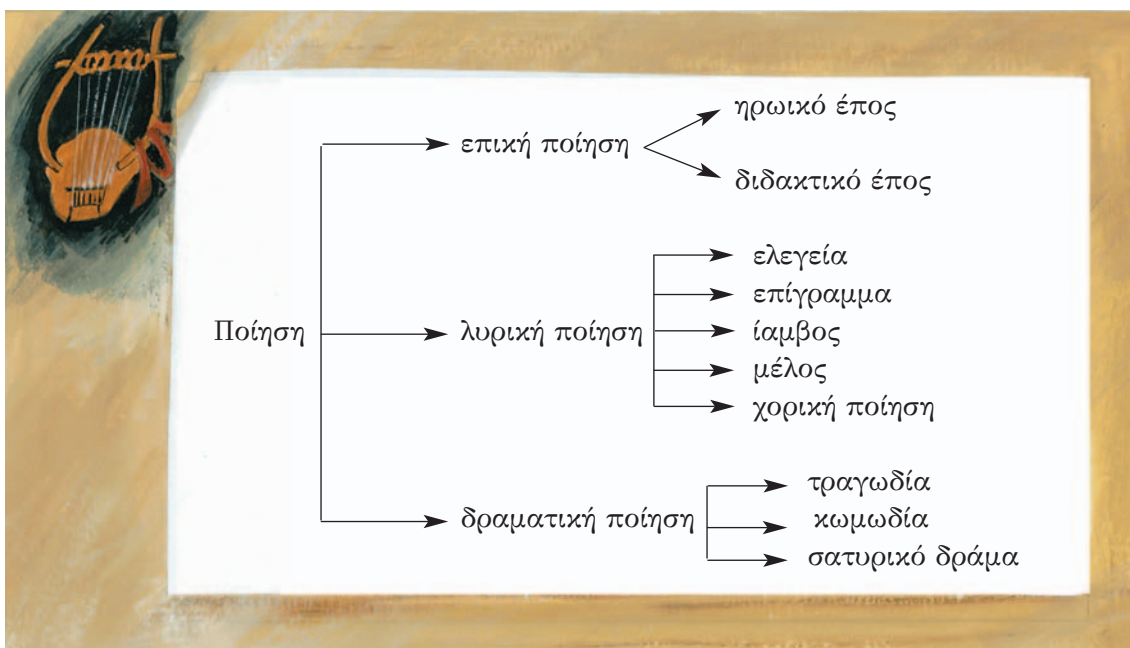 ηρωικό έπος
επική ποίηση
διδακτικό έπος
ελεγεία
επίγραμμα
Ποίηση
λυρική ποίηση
ίαμβος
μέλος
χορική ποίηση
τραγωδία
δραματική ποίηση
κωμωδία
σατυρικό δράμα